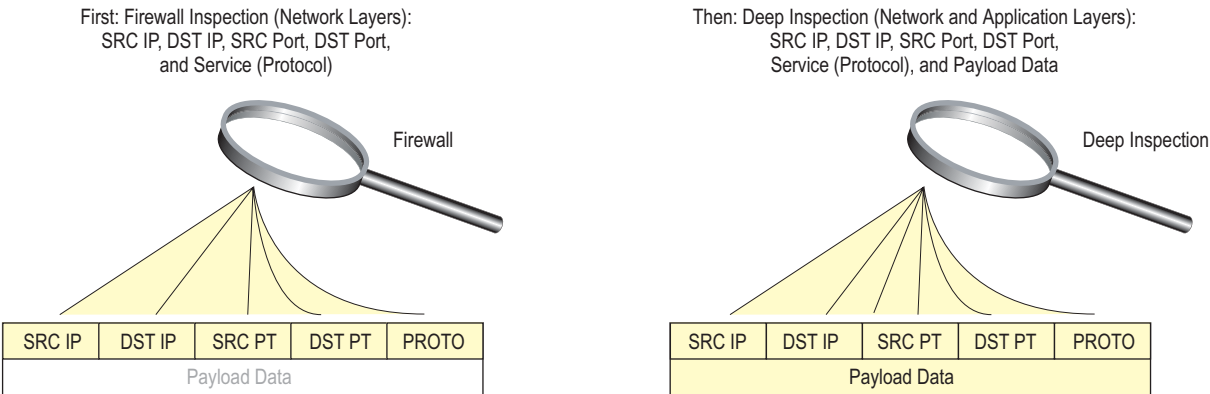 First: Firewall Inspection (Network Layers):
SRC IP, DST IP, SRC Port, DST Port,
and Service (Protocol)
Firewall
SRC IP DST IP SRC PT DST PT PROTO
Payload Data
Then: Deep Inspection (Network and Application Layers):
SRC IP, DST IP, SRC Port, DST Port,
Service (Protocol), and Payload Data
Deep Inspection
SRC IP DST IP SRC PT DST PT PROTO
Payload Data